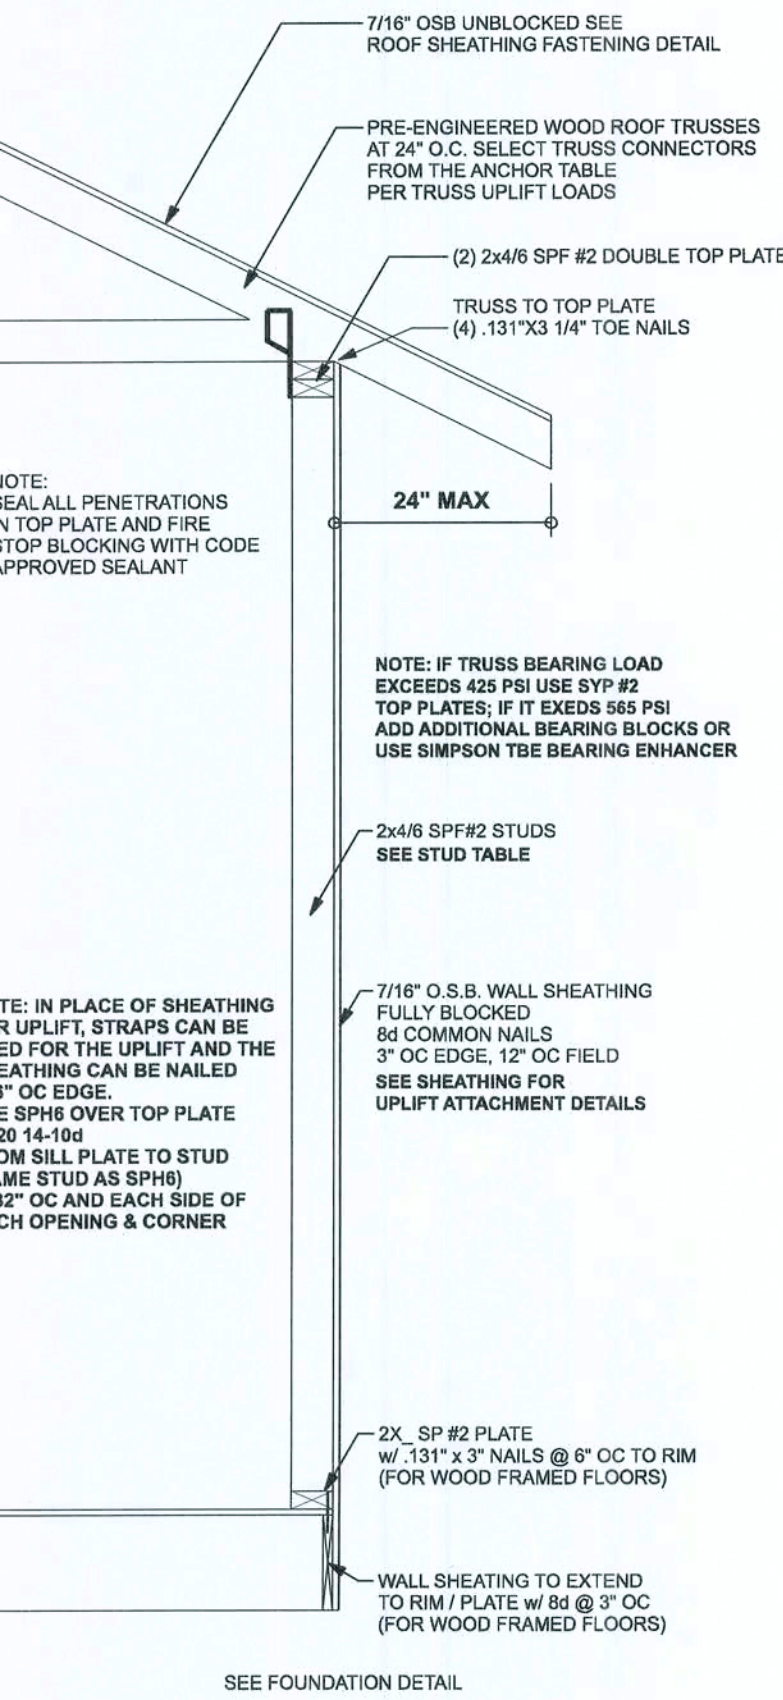 7/16" OSB UNBLOCKED SEE
ROOF SHEATHING FASTENING DETAIL
PRE-ENGINEERED WOOD ROOF TRUSSES
AT 24" O.C. SELECT TRUSS CONNECTORS
FROM THE ANCHOR TABLE
PER TRUSS UPLIFT LOADS
(2) 2x4/6 SPF #2 DOUBLE TOP PLATE
TRUSS TO TOP PLATE
(4) .131"X3 1/4" TOE NAILS
NOTE:
SEAL ALL PENETRATIONS
IN TOP PLATE AND FIRE
STOP BLOCKING WITH CODE
APPROVED SEALANT
24" MAX
NOTE: IF TRUSS BEARING LOAD
EXCEEDS 425 PSI USE SYP #2
TOP PLATES; IF IT EXEDS 565 PSI
ADD ADDITIONAL BEARING BLOCKS OR
USE SIMPSON TBE BEARING ENHANCER
2x4/6 SPF#2 STUDS
SEE STUD TABLE
7/16" O.S.B. WALL SHEATHING
FULLY BLOCKED
8d COMMON NAILS
3" OC EDGE, 12" OC FIELD
SEE SHEATHING FOR
UPLIFT ATTACHMENT DETAILS
TE: IN PLACE OF SHEATHING
R UPLIFT, STRAPS CAN BE
ED FOR THE UPLIFT AND THE
EATHING CAN BE NAILED
6" OC EDGE.
E SPH6 OVER TOP PLATE
20 14-10d
OM SILL PLATE TO STUD
AME STUD AS SPH6)
32" OC AND EACH SIDE OF
CH OPENING & CORNER
2X_ SP #2 PLATE
w/ .131" x 3" NAILS @ 6" OC TO RIM
(FOR WOOD FRAMED FLOORS)
WALL SHEATING TO EXTEND
TO RIM / PLATE w/ 8d @ 3" OC
(FOR WOOD FRAMED FLOORS)
SEE FOUNDATION DETAIL